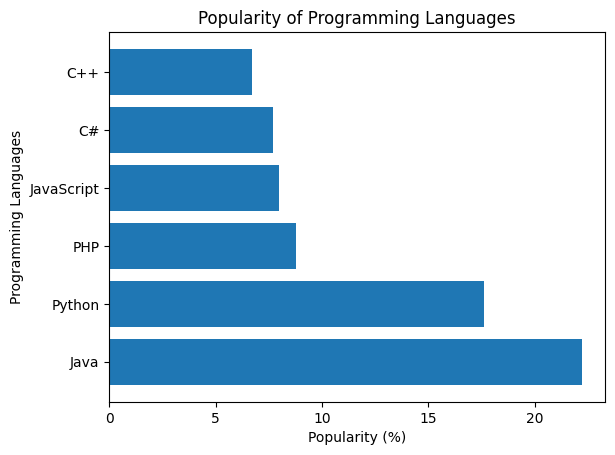 Popularity of Programming Languages
Programming Languages
C++
C#
JavaScript
PHP
Python
Java
0 5 10 15 20
Popularity (%)